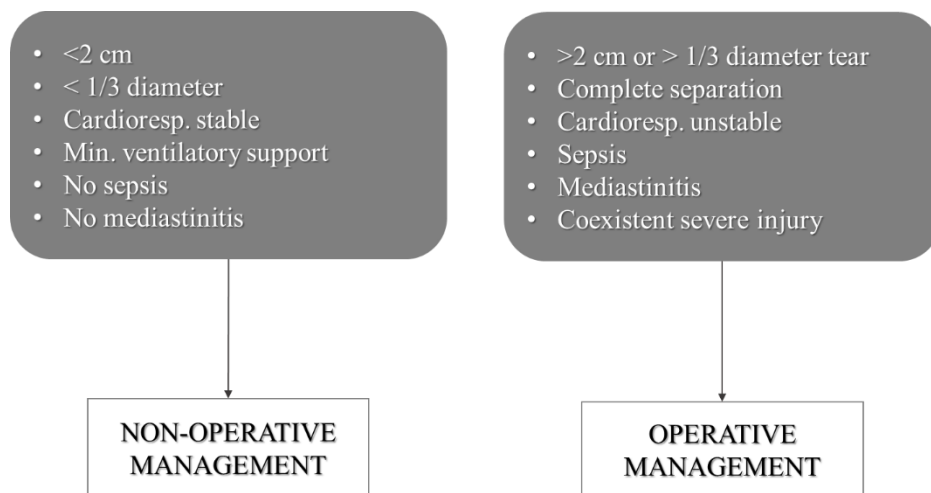 • <2 cm
• < 1/3 diameter
• Cardioresp. stable
• Min. ventilatory support
• No sepsis
• No mediastinitis
• >2 cm or > 1/3 diameter tear
• Complete separation
• Cardioresp. unstable
• Sepsis
• Mediastinitis
• Coexistent severe injury
NON-OPERATIVE
MANAGEMENT
OPERATIVE
MANAGEMENT